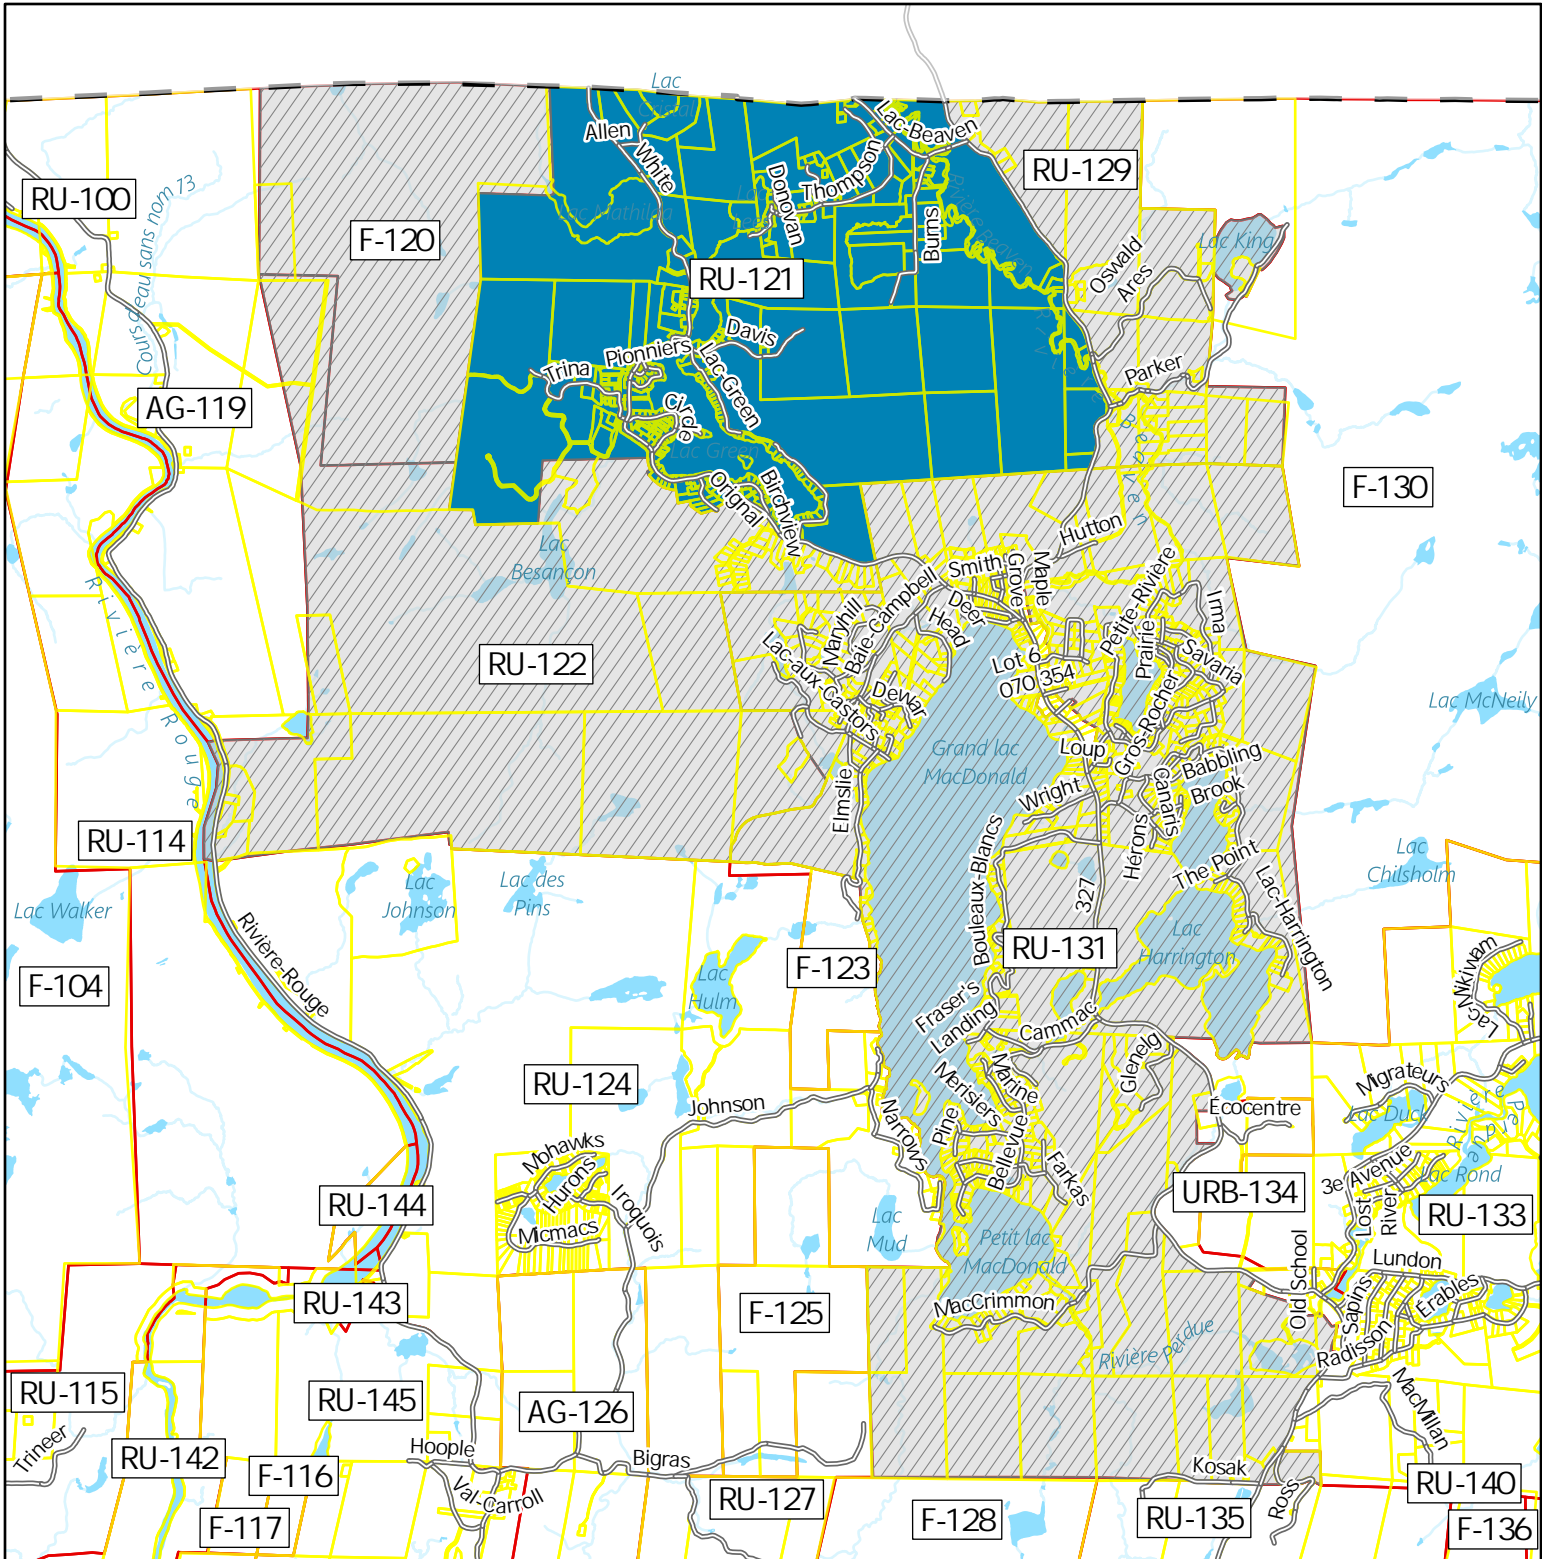 Lac
Cristal
Allen
White
Lac-Beaven
RU-129
RU-100
Cours d'eau sans nom 73
F-120
Lac Mathilda
Donovan
Thompson
Burns
Rivière Beaven
Lac King
Oswald
Ares
RU-121
Davis
Pionniers
Trina
Lac Green
Parker
AG-119
Circle
Lac Green
Rivière Beaven
Orignal
Birchview
F-130
Hutton
Lac
Besançon
Smith
Grove
Maple
Petite-Rivière
Irma
Rivière Rouge
Maryhill
Baie-Campbell
Deer
Head
Prairie
Savaria
RU-122
Lac-aux-Castors
Dewar
Lot 6
070 354
Gros-Rocher
Lac McNeily
Grand lac
MacDonald
Loup
Babbling
Brook
Canaris
Elmslie
Wright
Hérons
RU-114
Bouleaux-Blancs
The Point
Lac-Harrington
Lac
Chilsholm
Lac Walker
Lac
Johnson
Lac des
Pins
327
Rivière-Rouge
RU-131
Lac
Harrington
F-104
Lac
Hulm
F-123
Lac-Mikiwam
Fraser's
Landing
Cammac
RU-124
Johnson
Marine
Merisiers
Glenelg
Migrateurs
Écocentre
Lac Duck
Rivière Perdue
Narrows
Pine
Bellevue
Farkas
Mohawks
Hurons
Iroquois
Micmacs
3e Avenue
Lac Rond
RU-144
URB-134
Lost
River
RU-133
Lac
Mud
Petit lac
MacDonald
Old School
Lundon
RU-143
F-125
MacCrimmon
Sapins
Érables
Rivière Perdue
Radisson
RU-115
RU-145
AG-126
MacMillan
Trineer
RU-142
F-116
Hoople
Bigras
Kosak
Val-Carroll
RU-127
RU-140
F-117
F-128
RU-135
Ross
F-136